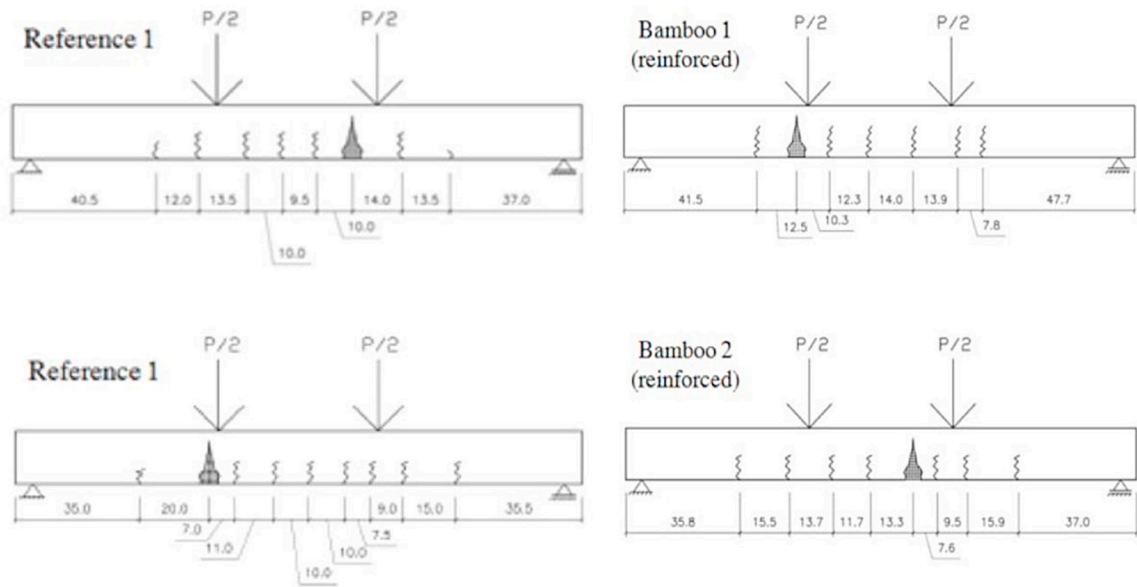 P/2 P/2
Reference 1
40.5 12.0 13.5 9.5 14.0 13.5 37.0
10.0
10.0
P/2 P/2
Bamboo 1
(reinforced)
41.5 12.3 14.0 13.9 47.7
12.5 10.3 7.8
P/2 P/2
Reference 1
35.0 20.0 9.0 15.0 35.5
7.0 7.5
11.0 10.0
10.0
P/2 P/2
Bamboo 2
(reinforced)
35.8 15.5 13.7 11.7 13.3 9.5 15.9 37.0
7.6